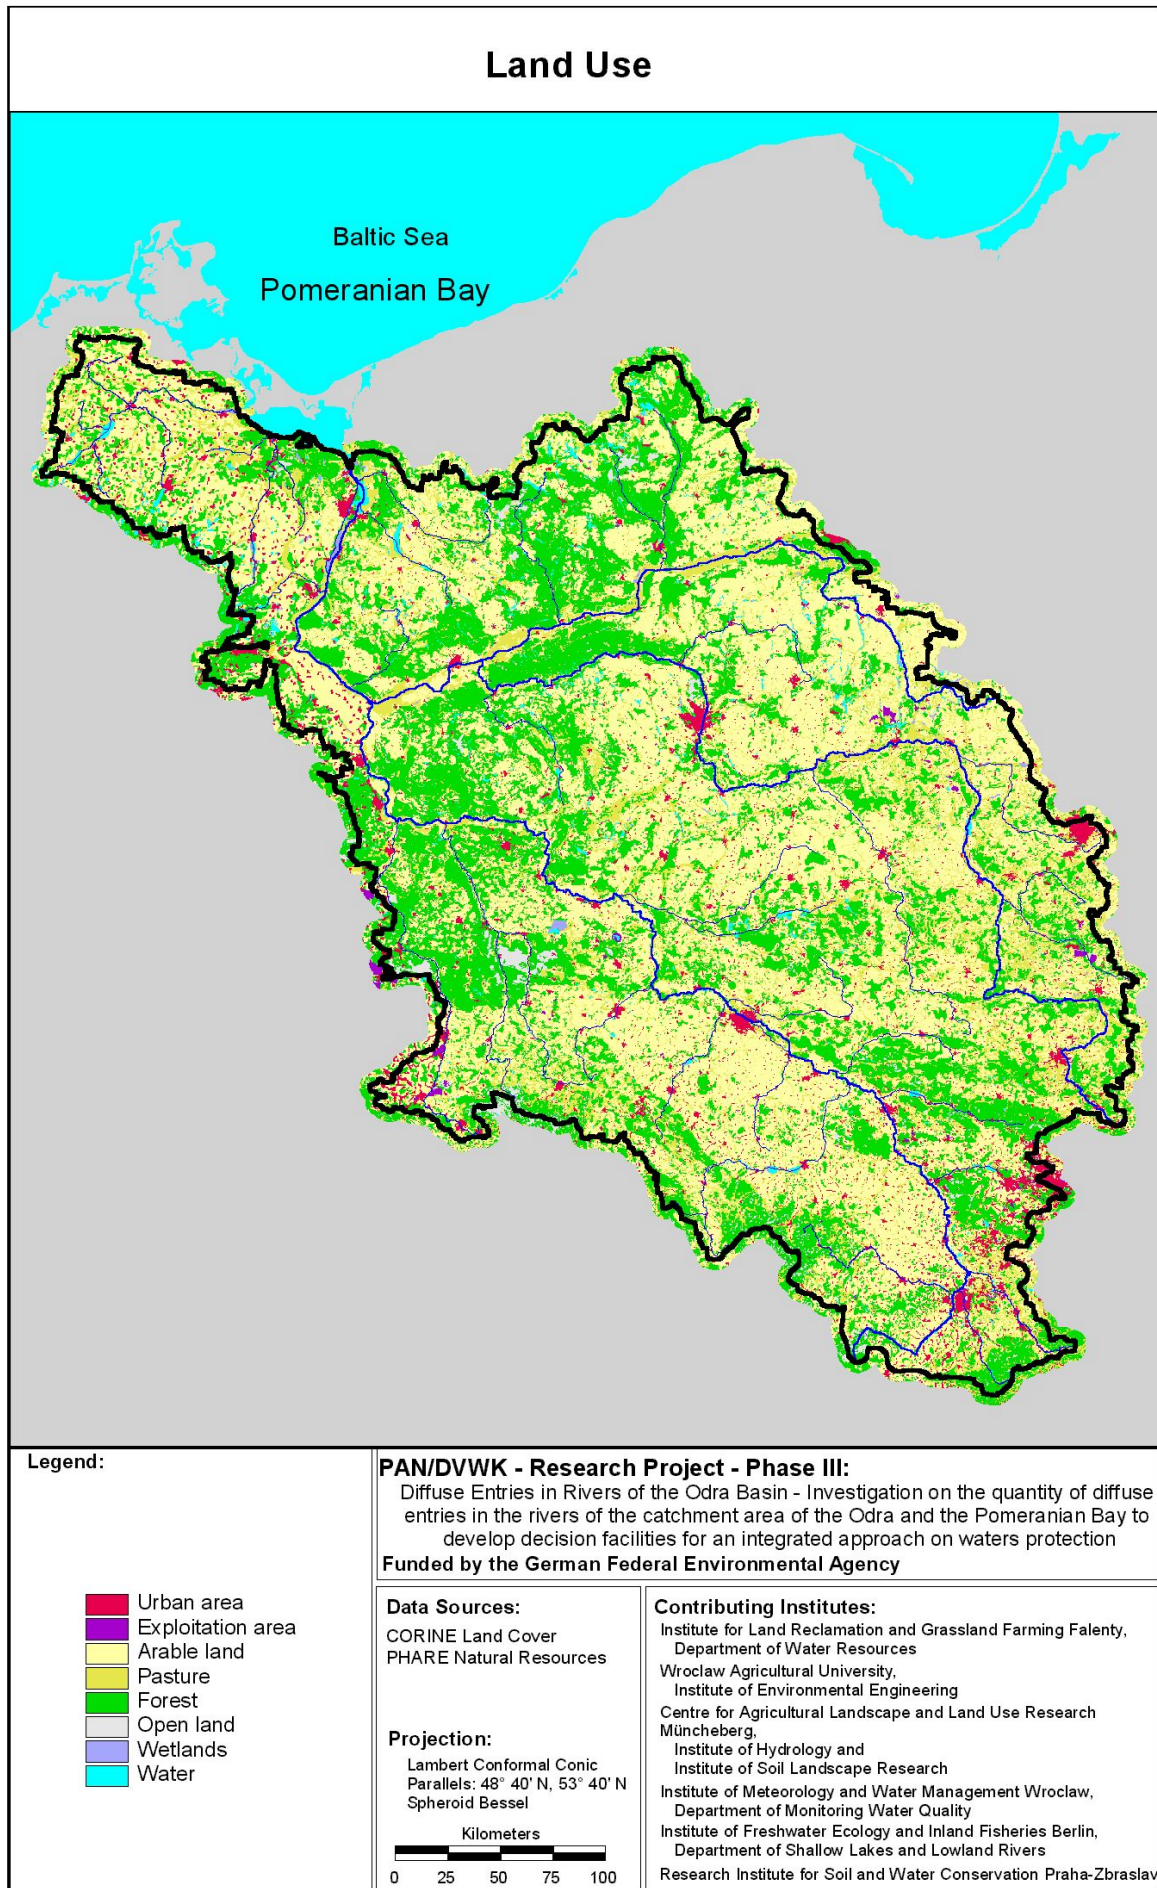 Land Use
Baltic Sea
Pomeranian Bay
Legend:
Urban area
Exploitation area
Arable land
Pasture
Forest
Open land
Wetlands
Water
PAN/DVWK - Research Project - Phase III:
Diffuse Entries in Rivers of the Odra Basin - Investigation on the quantity of diffuse
entries in the rivers of the catchment area of the Odra and the Pomeranian Bay to
develop decision facilities for an integrated approach on waters protection
Funded by the German Federal Environmental Agency
Data Sources:
CORINE Land Cover
PHARE Natural Resources
Projection:
Lambert Conformal Conic
Parallels: 48° 40' N, 53° 40' N
Spheroid Bessel
Kilometers
0 25 50 75 100
Contributing Institutes:
Institute for Land Reclamation and Grassland Farming Falenty,
Department of Water Resources
Wroclaw Agricultural University,
Institute of Environmental Engineering
Centre for Agricultural Landscape and Land Use Research
Müncheberg,
Institute of Hydrology and
Institute of Soil Landscape Research
Institute of Meteorology and Water Management Wroclaw,
Department of Monitoring Water Quality
Institute of Freshwater Ecology and Inland Fisheries Berlin,
Department of Shallow Lakes and Lowland Rivers
Research Institute for Soil and Water Conservation Praha-Zbraslav